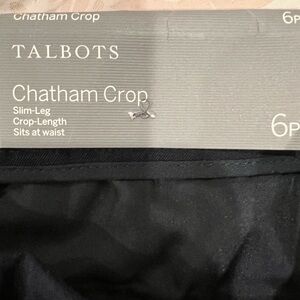 Chatham Crop 6P
TALBOTS
Chatham Crop
Slim-Leg
Crop-Length
Sits at waist
6P